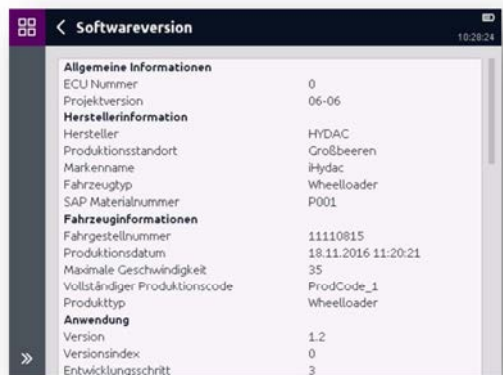 Softwareversion
10:28:24
Allgemeine Informationen
ECU Nummer 0
Projektversion 06-06
Herstellerinformation
Hersteller HYDAC
Produktionsstandort Großbeeren
Markenname iHydac
Fahrzeugtyp Wheelloader
SAP Materialnummer P001
Fahrzeuginformationen
Fahrgestellnummer 11110815
Produktionsdatum 18.11.2016 11:20:21
Maximale Geschwindigkeit 35
Vollständiger Produktionscode ProdCode_1
Produkttyp Wheelloader
Anwendung
Version 1.2
Versionsindex 0
Entwicklungsschritt 3